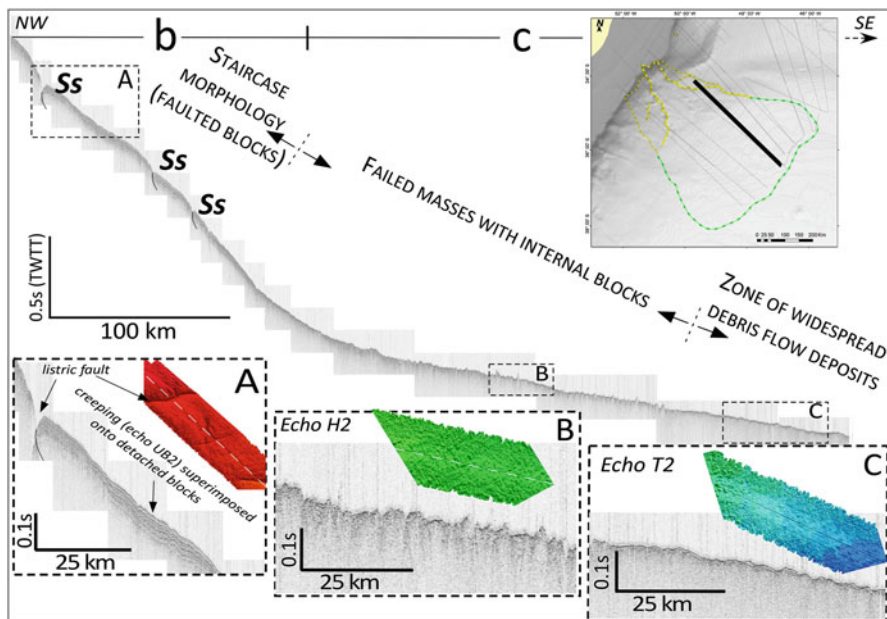 NW
b
c
SE
A
Ss
Ss
Ss
STAIRCASE
MORPHOLOGY
(FAULTED BLOCKS)
FAILED MASSES WITH INTERNAL BLOCKS
ZONE OF WIDESPREAD
DEBRIS FLOW DEPOSITS
N
0.5s (TWTT)
100 km
B
C
A
listric fault
creeping (echo UB2) superimposed
onto detached blocks
0.1s
25 km
Echo H2
B
0.1s
25 km
Echo T2
C
0.1s
25 km